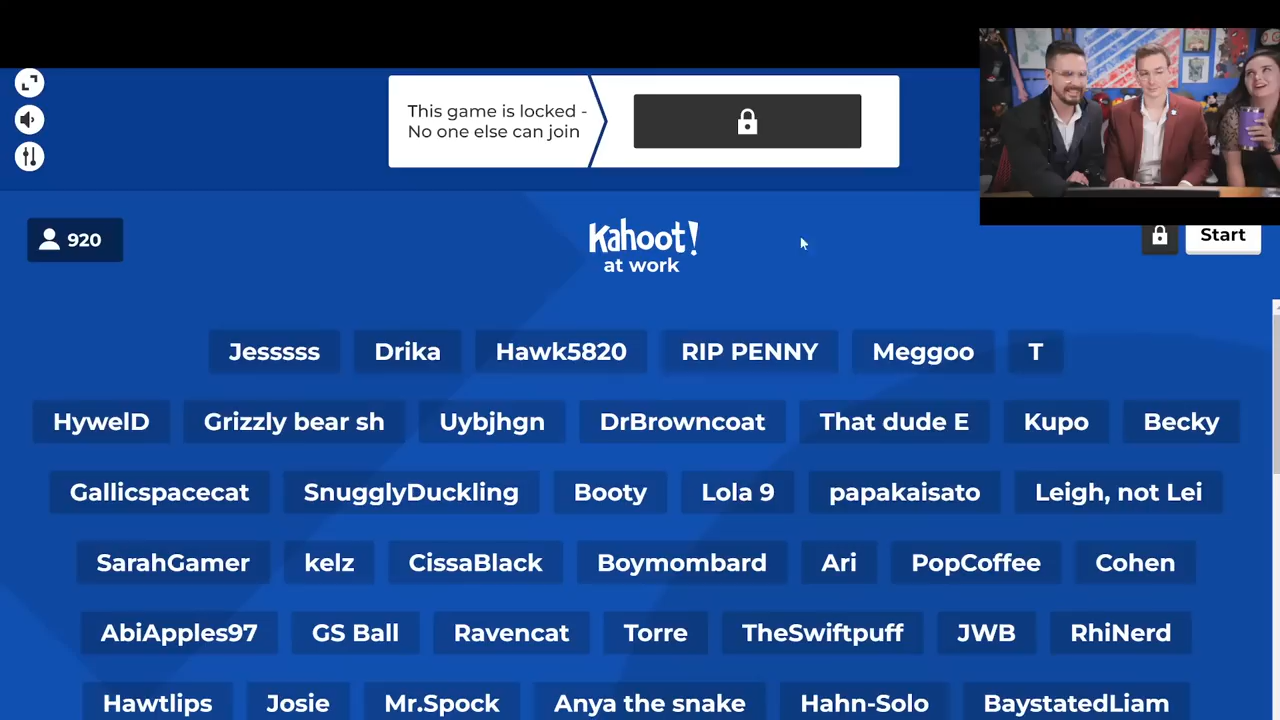 This game is locked -
No one else can join
920
Kahoot!
at work
Start
Jesssss Drika Hawk5820 RIP PENNY Meggoo T
HywelD Grizzly bear sh Uybjhgn DrBrowncoat That dude E Kupo Becky
Gallicspacecat SnugglyDuckling Booty Lola 9 papakaisato Leigh, not Lei
SarahGamer kelz CissaBlack Boymombard Ari PopCoffee Cohen
AbiApples97 GS Ball Ravencat Torre TheSwiftpuff JWB RhiNerd
Hawtlips Josie Mr.Spock Anya the snake Hahn-Solo BaystatedLiam